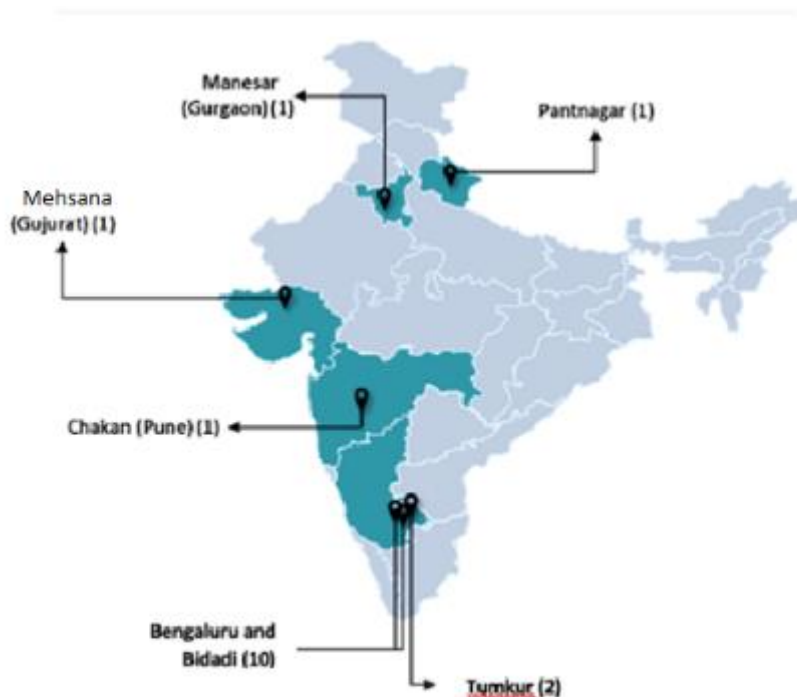 Manesar
(Gurgaon) (1)
Pantnagar (1)
Mehsana
(Gujurat) (1)
Chakan (Pune) (1)
Bengaluru and
Bidadi (10)
Tumkur (2)